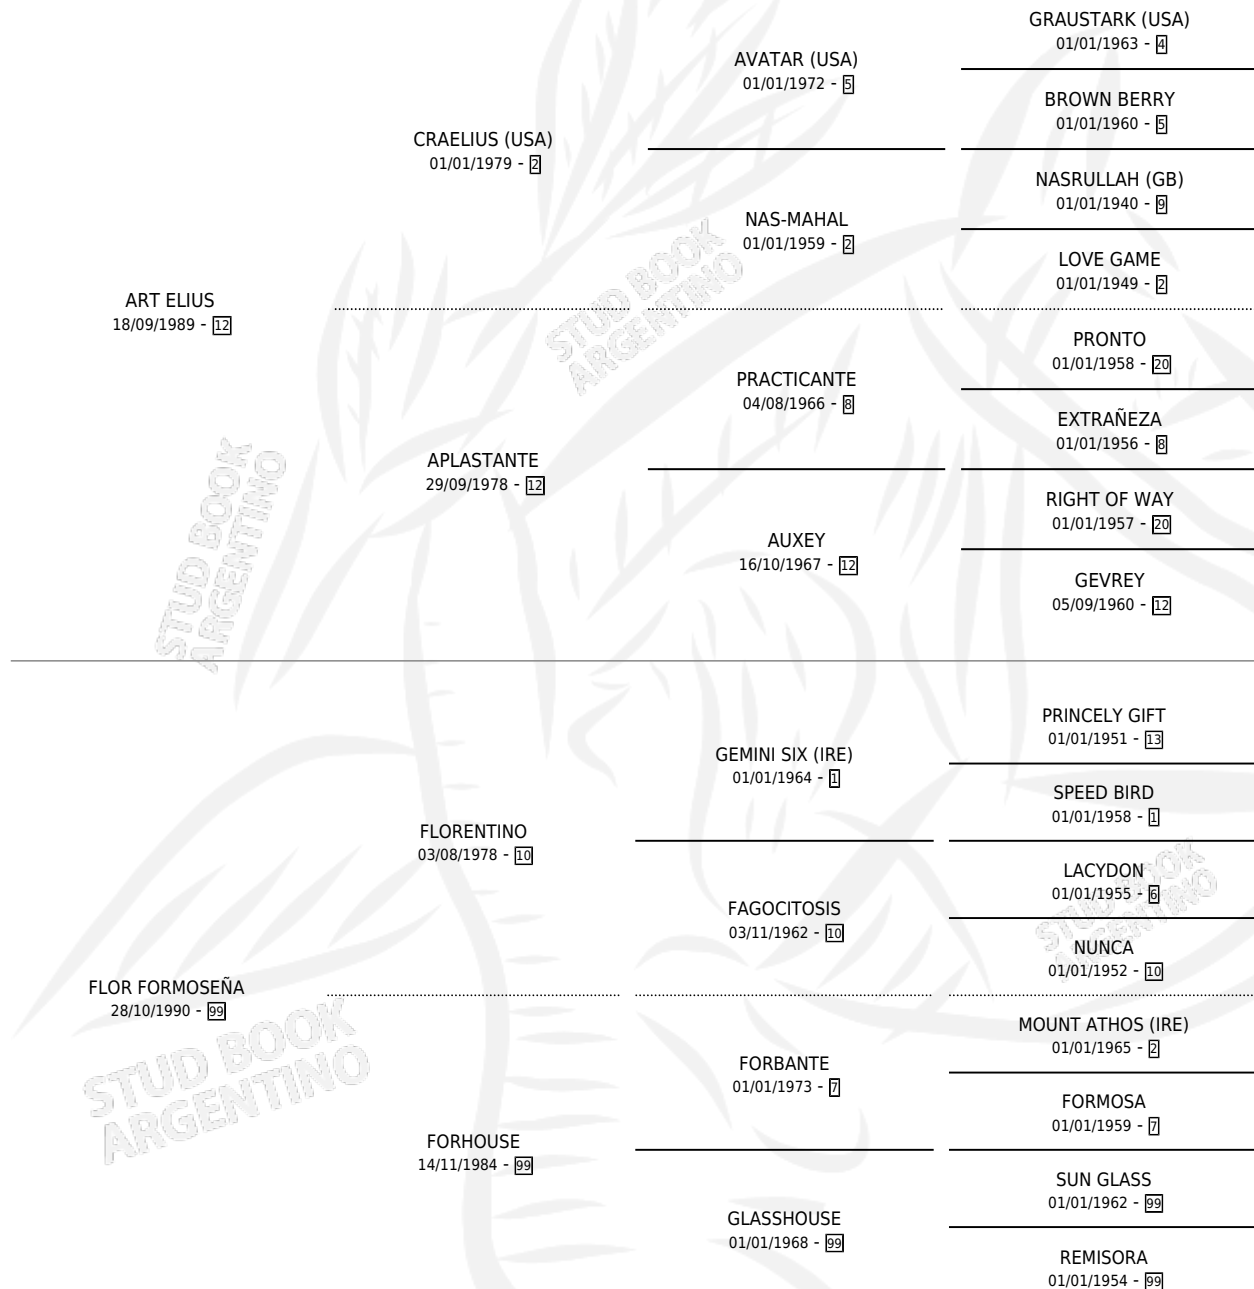 GRAUSTARK (USA)
01/01/1963 - 4
AVATAR (USA)
01/01/1972 - 5
BROWN BERRY
01/01/1960 - 5
CRAELIUS (USA)
01/01/1979 - 2
NASRULLAH (GB)
01/01/1940 - 9
NAS-MAHAL
01/01/1959 - 2
LOVE GAME
01/01/1949 - 2
ART ELIUS
18/09/1989 - 12
PRONTO
01/01/1958 - 20
PRACTICANTE
04/08/1966 - 8
EXTRAÑEZA
01/01/1956 - 8
APLASTANTE
29/09/1978 - 12
RIGHT OF WAY
01/01/1957 - 20
AUXEY
16/10/1967 - 12
GEVREY
05/09/1960 - 12
STUD BOOK
ARGENTINO
STUD BOOK
ARGENTINO
PRINCELY GIFT
01/01/1951 - 13
GEMINI SIX (IRE)
01/01/1964 - 1
SPEED BIRD
01/01/1958 - 1
FLORENTINO
03/08/1978 - 10
LACYDON
01/01/1955 - 6
FAGOCITOSIS
03/11/1962 - 10
NUNCA
01/01/1952 - 10
STUD BOOK
ARGENTINO
FLOR FORMOSEÑA
28/10/1990 - 99
MOUNT ATHOS (IRE)
01/01/1965 - 2
FORBANTE
01/01/1973 - 7
FORMOSA
01/01/1959 - 7
STUD BOOK
ARGENTINO
FORHOUSE
14/11/1984 - 99
SUN GLASS
01/01/1962 - 99
GLASSHOUSE
01/01/1968 - 99
REMISORA
01/01/1954 - 99